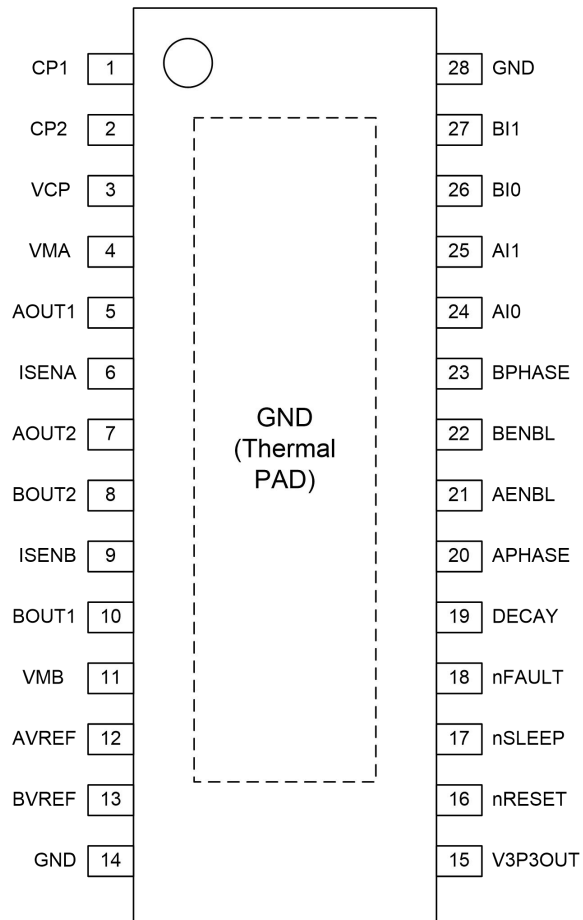 CP1 1 28 GND
CP2 2 27 BI1
VCP 3 26 BI0
VMA 4 25 AI1
AOUT1 5 24 AI0
ISENA 6 23 BPHASE
AOUT2 7 22 BENBL
BOUT2 8 21 AENBL
ISENB 9 20 APHASE
BOUT1 10 19 DECAY
VMB 11 18 nFAULT
AVREF 12 17 nSLEEP
BVREF 13 16 nRESET
GND 14 15 V3P3OUT
GND
(Thermal
PAD)